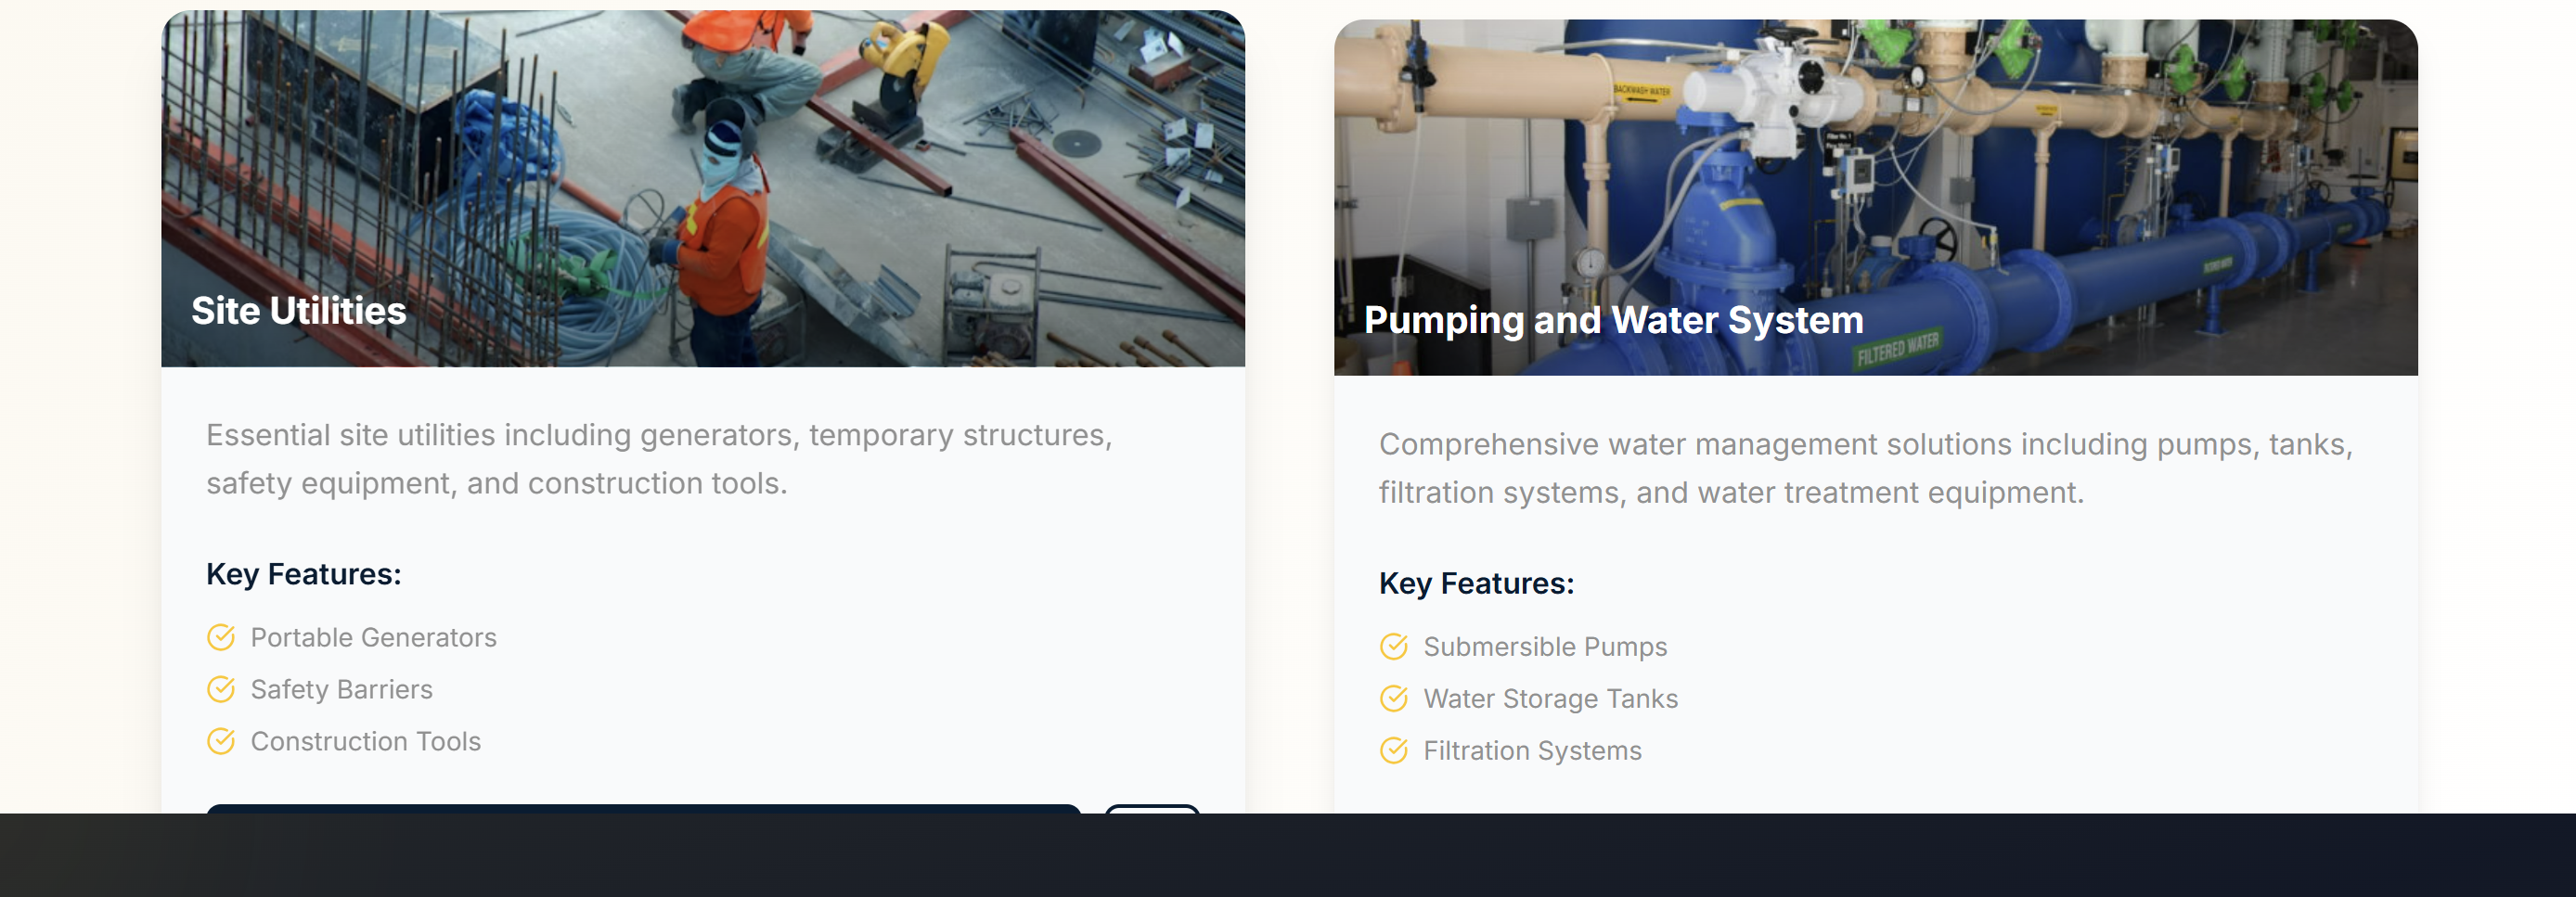 BACKWASH WATER
FILTERED WATER
FILTERED WATER
Site Utilities
Pumping and Water System
Essential site utilities including generators, temporary structures,
safety equipment, and construction tools.
Key Features:
Portable Generators
Safety Barriers
Construction Tools
Comprehensive water management solutions including pumps, tanks,
filtration systems, and water treatment equipment.
Key Features:
Submersible Pumps
Water Storage Tanks
Filtration Systems